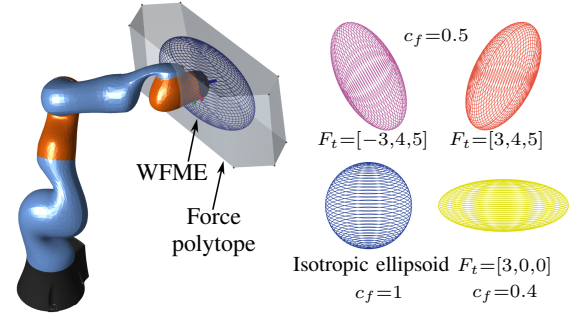 c_f=0.5
F_t=[−3,4,5] F_t=[3,4,5]
WFME
Force
polytope
Isotropic ellipsoid F_t=[3,0,0]
c_f=1 c_f=0.4